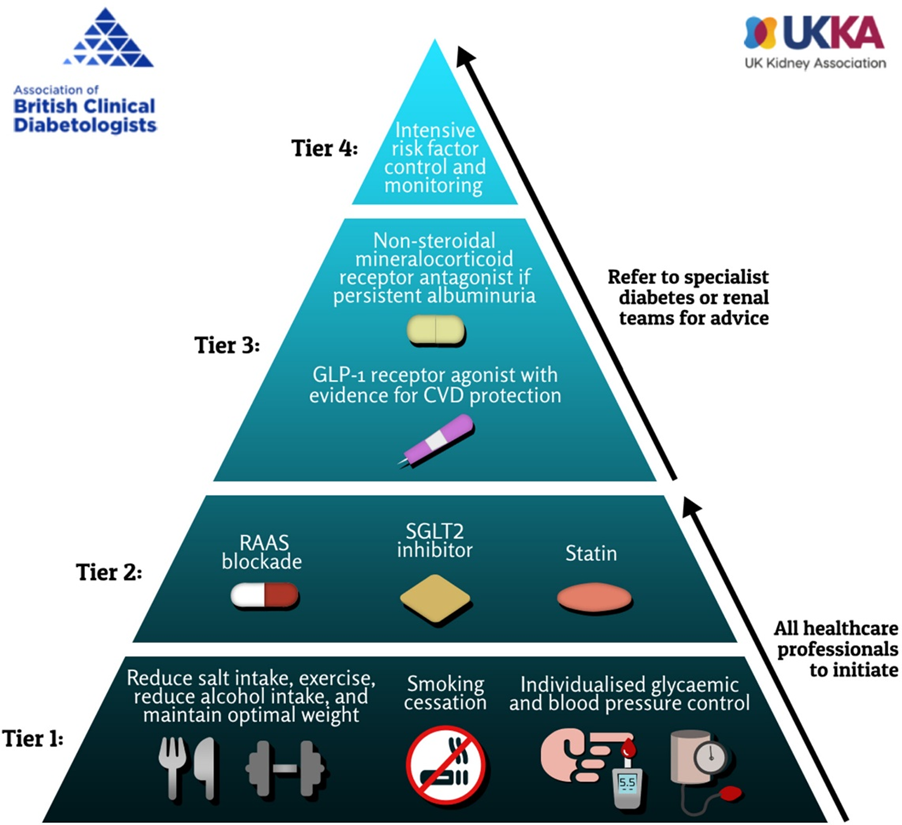 Association of
British Clinical
Diabetologists
UKKA
UK Kidney Association
Tier 4:
Intensive
risk factor
control and
monitoring
Non-steroidal
mineralocorticoid
receptor antagonist if
persistent albuminuria
Refer to specialist
diabetes or renal
teams for advice
Tier 3:
GLP-1 receptor agonist with
evidence for CVD protection
Tier 2:
RAAS
blockade
SGLT2
inhibitor
Statin
All healthcare
professionals
to initiate
Tier 1:
Reduce salt intake, exercise,
reduce alcohol intake, and
maintain optimal weight
Smoking
cessation
Individualised glycaemic
and blood pressure control
5.5